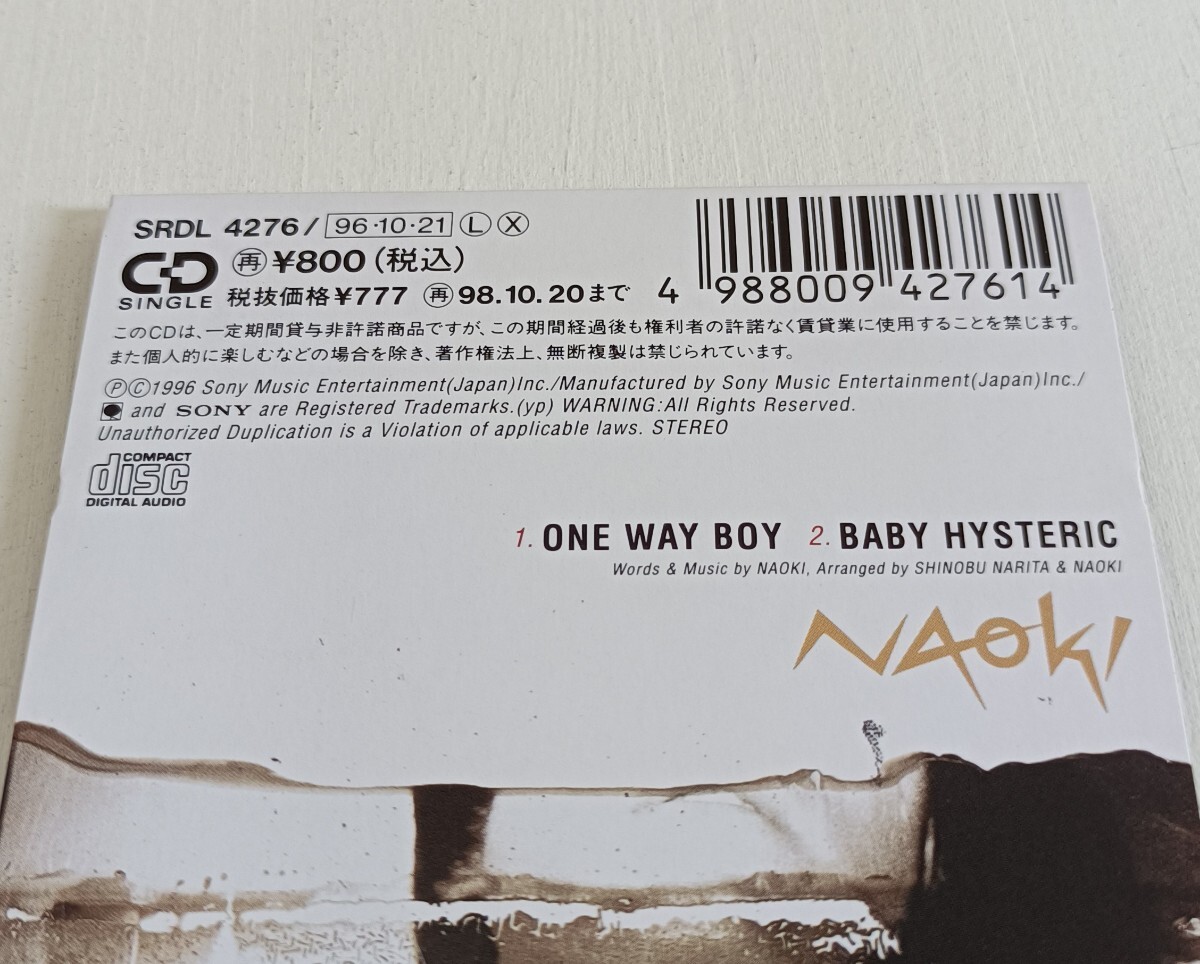 SRDL 4276/ 96·10·21 Ⓛ Ⓧ
CD SINGLE
㊢ ¥800(税込)
税抜価格¥777 ㊢98.10.20まで
4 988009 427614
このCDは、一定期間貸与非許諾商品ですが、この期間経過後も権利者の許諾なく賃貸業に使用することを禁じます。
また個人的に楽しむなどの場合を除き、著作権法上、無断複製は禁じられています。
ⓅⒸ1996 Sony Music Entertainment(Japan)Inc./Manufactured by Sony Music Entertainment(Japan)Inc./
and SONY are Registered Trademarks.(yp) WARNING:All Rights Reserved.
Unauthorized Duplication is a Violation of applicable laws. STEREO
COMPACT
disc
DIGITAL AUDIO
1. ONE WAY BOY 2. BABY HYSTERIC
Words & Music by NAOKI, Arranged by SHINOBU NARITA & NAOKI
NAOKI